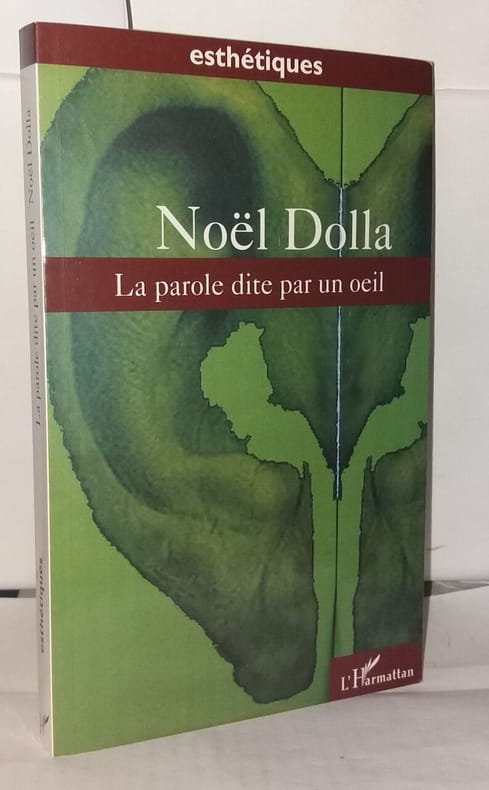 esthétiques
Noël Dolla
La parole dite par un oeil
L'Harmattan
La parole dite par un oeil Noël Dolla
esthétiques